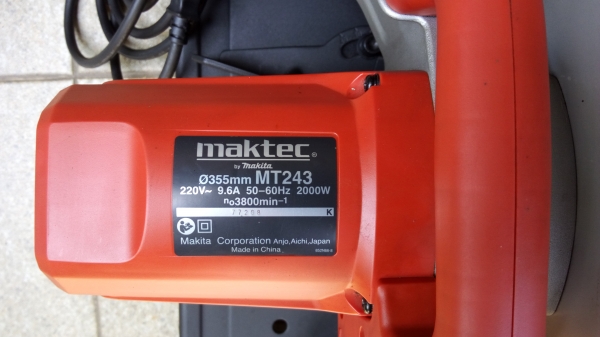 maktec®
by makita
Ø355mm MT243
220V~ 9.6A 50–60Hz 2000W
n₀3800min⁻¹
K
Makita Corporation Anjo,Aichi,Japan
Made in China